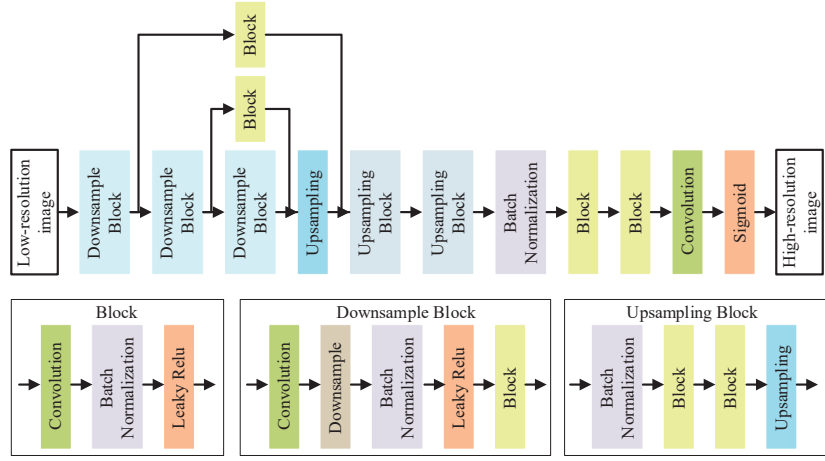 Block
Block
Low-resolution
image
Downsample
Block
Downsample
Block
Downsample
Block
Upsampling
Upsampling
Block
Upsampling
Block
Batch
Normalization
Block
Block
Convolution
Sigmoid
High-resolution
image
Block
Convolution
Batch
Normalization
Leaky Relu
Downsample Block
Convolution
Downsample
Batch
Normalization
Leaky Relu
Block
Upsampling Block
Batch
Normalization
Block
Block
Upsampling